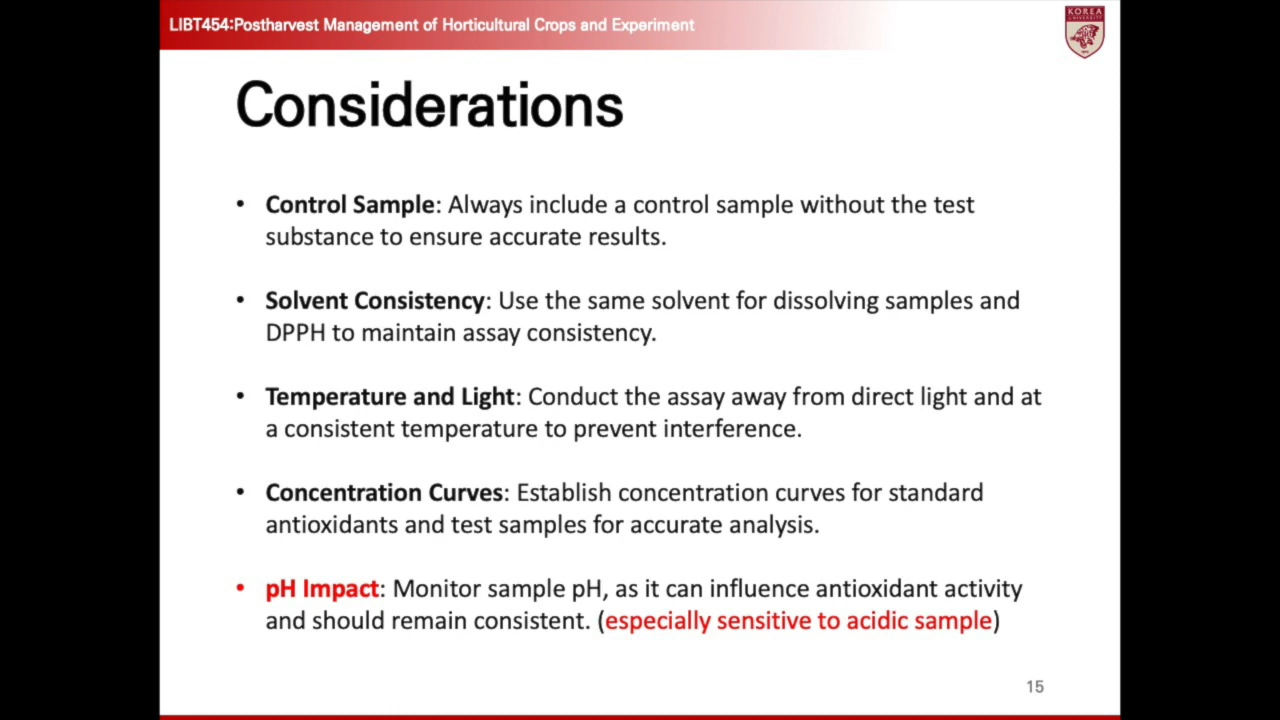 LIBT454:Postharvest Management of Horticultural Crops and Experiment
KOREA
UNIVERSITY
Considerations
• Control Sample: Always include a control sample without the test
substance to ensure accurate results.
• Solvent Consistency: Use the same solvent for dissolving samples and
DPPH to maintain assay consistency.
• Temperature and Light: Conduct the assay away from direct light and at
a consistent temperature to prevent interference.
• Concentration Curves: Establish concentration curves for standard
antioxidants and test samples for accurate analysis.
• pH Impact: Monitor sample pH, as it can influence antioxidant activity
and should remain consistent. (especially sensitive to acidic sample)
15